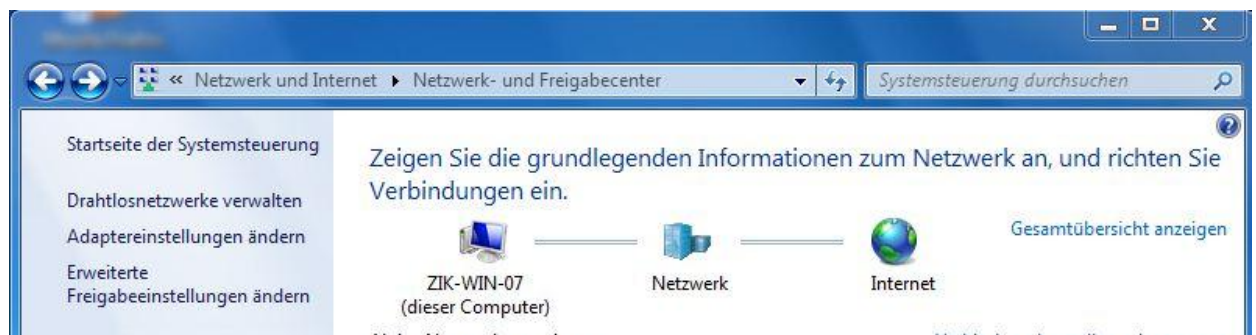 « Netzwerk und Internet ▸ Netzwerk- und Freigabecenter
Systemsteuerung durchsuchen
Startseite der Systemsteuerung
Drahtlosnetzwerke verwalten
Adaptereinstellungen ändern
Erweiterte
Freigabeeinstellungen ändern
Zeigen Sie die grundlegenden Informationen zum Netzwerk an, und richten Sie
Verbindungen ein.
ZIK-WIN-07
(dieser Computer)
Netzwerk
Internet
Gesamtübersicht anzeigen